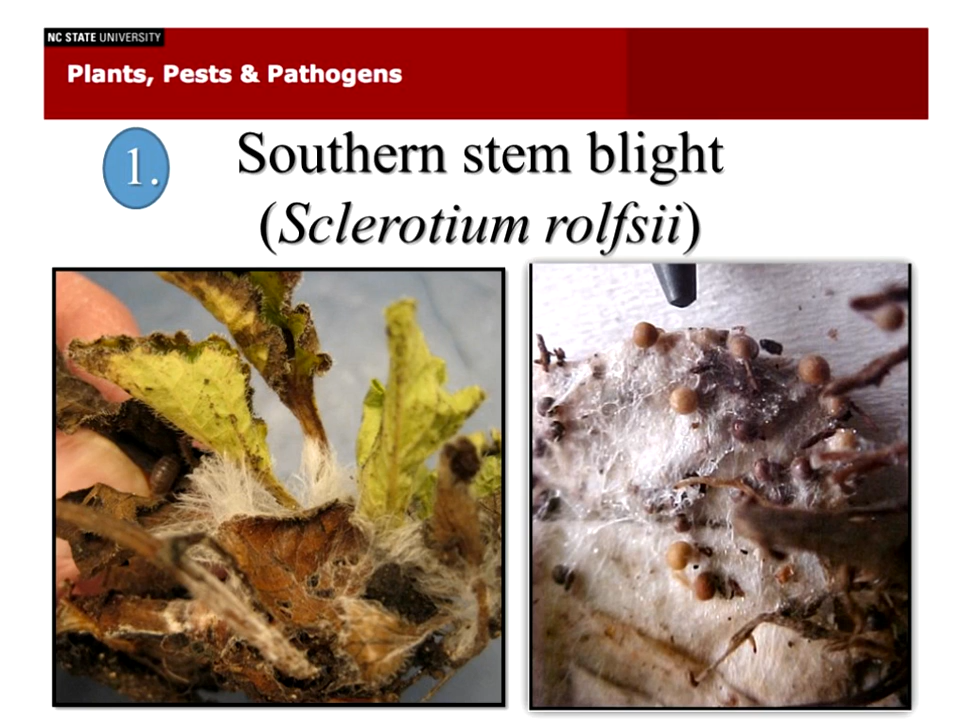 NC STATE UNIVERSITY
Plants, Pests & Pathogens
1.
Southern stem blight
(Sclerotium rolfsii)